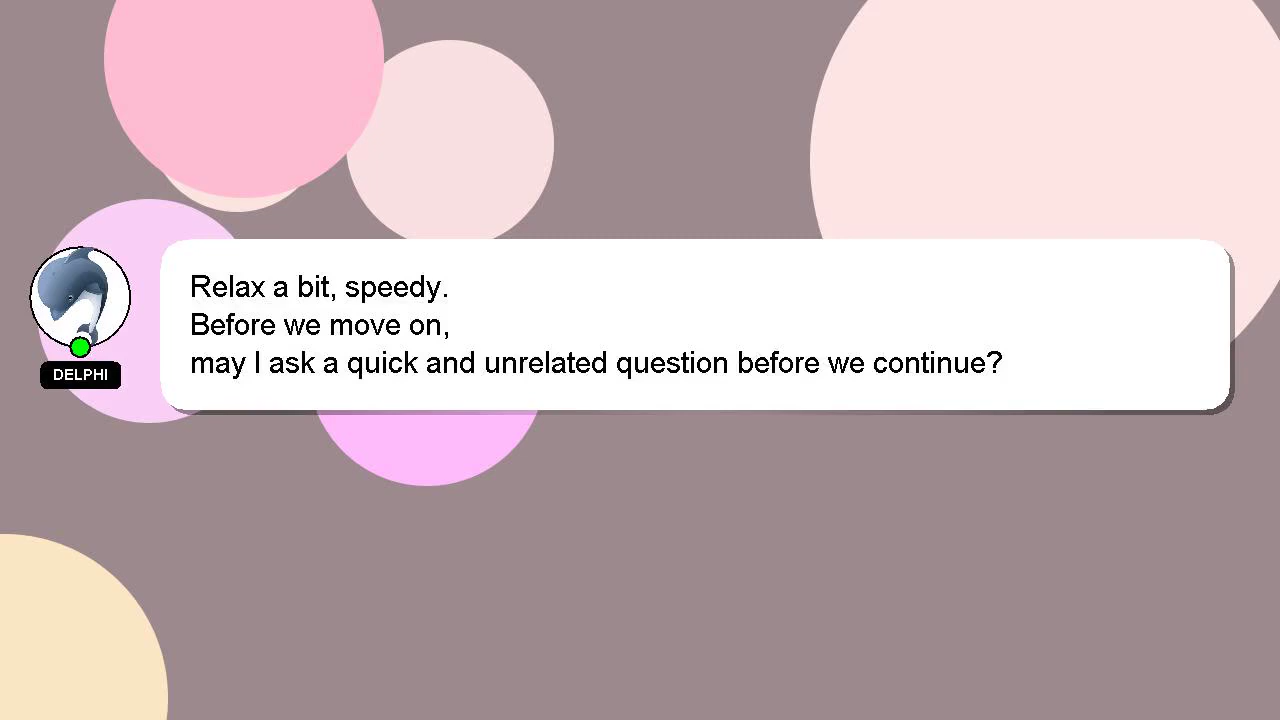 Relax a bit, speedy.
Before we move on,
may I ask a quick and unrelated question before we continue?
DELPHI